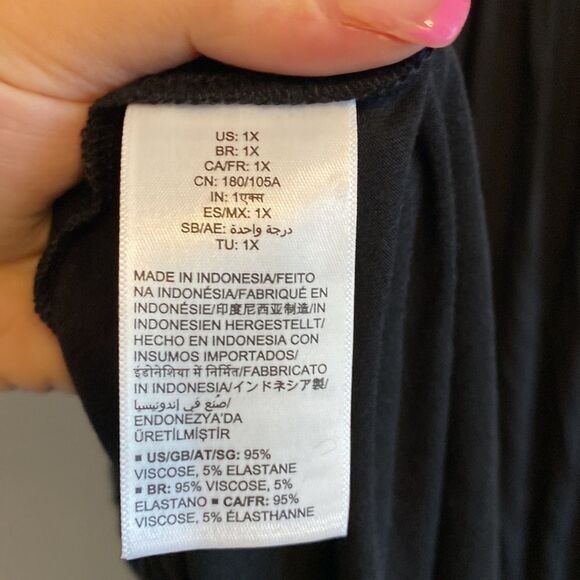 US: 1X
BR: 1X
CA/FR: 1X
CN: 180/105A
IN: 1एक्स
ES/MX: 1X
SB/AE: درجة واحدة
TU: 1X
MADE IN INDONESIA/FEITO
NA INDONÉSIA/FABRIQUÉ EN
INDONÉSIE/印度尼西亚制造/IN
INDONESIEN HERGESTELLT/
HECHO EN INDONESIA CON
INSUMOS IMPORTADOS/
इंडोनेशिया में निर्मित/FABBRICATO
IN INDONESIA/インドネシア製/
صُنع في إندونيسيا/
ENDONEZYA'DA
ÜRETİLMİŞTİR
■ US/GB/AT/SG: 95%
VISCOSE, 5% ELASTANE
■ BR: 95% VISCOSE, 5%
ELASTANO ■ CA/FR: 95%
VISCOSE, 5% ÉLASTHANNE